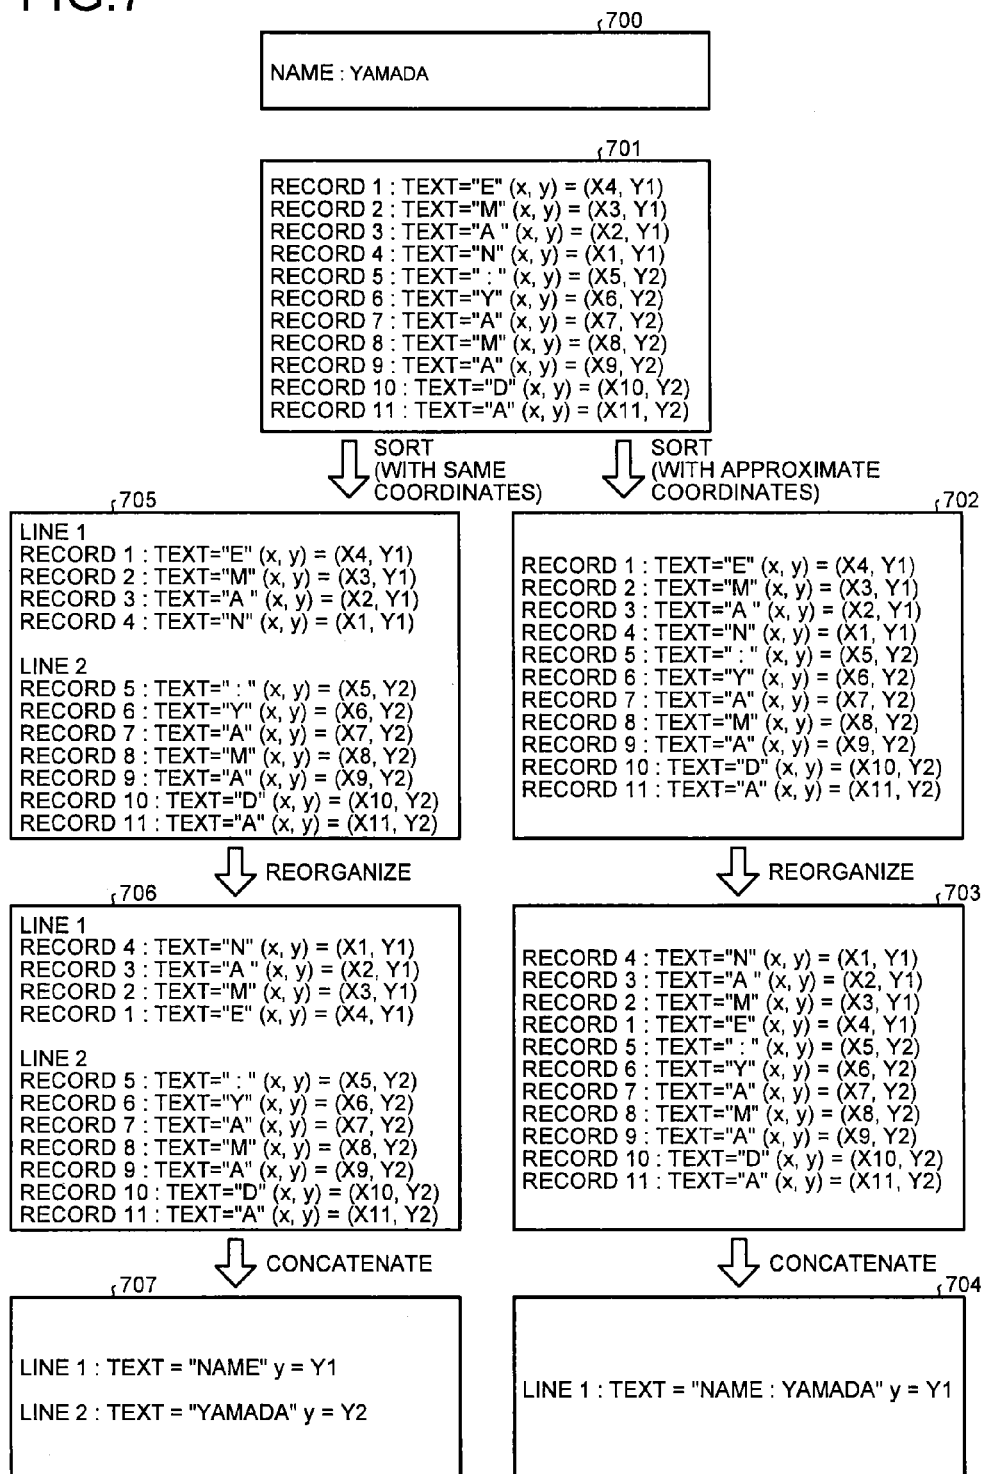 FIG.7
700
NAME : YAMADA
701
RECORD 1 : TEXT="E" (x, y) = (X4, Y1)
RECORD 2 : TEXT="M" (x, y) = (X3, Y1)
RECORD 3 : TEXT="A " (x, y) = (X2, Y1)
RECORD 4 : TEXT="N" (x, y) = (X1, Y1)
RECORD 5 : TEXT=" : " (x, y) = (X5, Y2)
RECORD 6 : TEXT="Y" (x, y) = (X6, Y2)
RECORD 7 : TEXT="A" (x, y) = (X7, Y2)
RECORD 8 : TEXT="M" (x, y) = (X8, Y2)
RECORD 9 : TEXT="A" (x, y) = (X9, Y2)
RECORD 10 : TEXT="D" (x, y) = (X10, Y2)
RECORD 11 : TEXT="A" (x, y) = (X11, Y2)
SORT
(WITH SAME
COORDINATES)
SORT
(WITH APPROXIMATE
COORDINATES)
705
LINE 1
RECORD 1 : TEXT="E" (x, y) = (X4, Y1)
RECORD 2 : TEXT="M" (x, y) = (X3, Y1)
RECORD 3 : TEXT="A " (x, y) = (X2, Y1)
RECORD 4 : TEXT="N" (x, y) = (X1, Y1)
LINE 2
RECORD 5 : TEXT=" : " (x, y) = (X5, Y2)
RECORD 6 : TEXT="Y" (x, y) = (X6, Y2)
RECORD 7 : TEXT="A" (x, y) = (X7, Y2)
RECORD 8 : TEXT="M" (x, y) = (X8, Y2)
RECORD 9 : TEXT="A" (x, y) = (X9, Y2)
RECORD 10 : TEXT="D" (x, y) = (X10, Y2)
RECORD 11 : TEXT="A" (x, y) = (X11, Y2)
702
RECORD 1 : TEXT="E" (x, y) = (X4, Y1)
RECORD 2 : TEXT="M" (x, y) = (X3, Y1)
RECORD 3 : TEXT="A " (x, y) = (X2, Y1)
RECORD 4 : TEXT="N" (x, y) = (X1, Y1)
RECORD 5 : TEXT=" : " (x, y) = (X5, Y2)
RECORD 6 : TEXT="Y" (x, y) = (X6, Y2)
RECORD 7 : TEXT="A" (x, y) = (X7, Y2)
RECORD 8 : TEXT="M" (x, y) = (X8, Y2)
RECORD 9 : TEXT="A" (x, y) = (X9, Y2)
RECORD 10 : TEXT="D" (x, y) = (X10, Y2)
RECORD 11 : TEXT="A" (x, y) = (X11, Y2)
REORGANIZE
REORGANIZE
706
LINE 1
RECORD 4 : TEXT="N" (x, y) = (X1, Y1)
RECORD 3 : TEXT="A " (x, y) = (X2, Y1)
RECORD 2 : TEXT="M" (x, y) = (X3, Y1)
RECORD 1 : TEXT="E" (x, y) = (X4, Y1)
LINE 2
RECORD 5 : TEXT=" : " (x, y) = (X5, Y2)
RECORD 6 : TEXT="Y" (x, y) = (X6, Y2)
RECORD 7 : TEXT="A" (x, y) = (X7, Y2)
RECORD 8 : TEXT="M" (x, y) = (X8, Y2)
RECORD 9 : TEXT="A" (x, y) = (X9, Y2)
RECORD 10 : TEXT="D" (x, y) = (X10, Y2)
RECORD 11 : TEXT="A" (x, y) = (X11, Y2)
703
RECORD 4 : TEXT="N" (x, y) = (X1, Y1)
RECORD 3 : TEXT="A " (x, y) = (X2, Y1)
RECORD 2 : TEXT="M" (x, y) = (X3, Y1)
RECORD 1 : TEXT="E" (x, y) = (X4, Y1)
RECORD 5 : TEXT=" : " (x, y) = (X5, Y2)
RECORD 6 : TEXT="Y" (x, y) = (X6, Y2)
RECORD 7 : TEXT="A" (x, y) = (X7, Y2)
RECORD 8 : TEXT="M" (x, y) = (X8, Y2)
RECORD 9 : TEXT="A" (x, y) = (X9, Y2)
RECORD 10 : TEXT="D" (x, y) = (X10, Y2)
RECORD 11 : TEXT="A" (x, y) = (X11, Y2)
CONCATENATE
CONCATENATE
707
LINE 1 : TEXT = "NAME" y = Y1
LINE 2 : TEXT = "YAMADA" y = Y2
704
LINE 1 : TEXT = "NAME : YAMADA" y = Y1